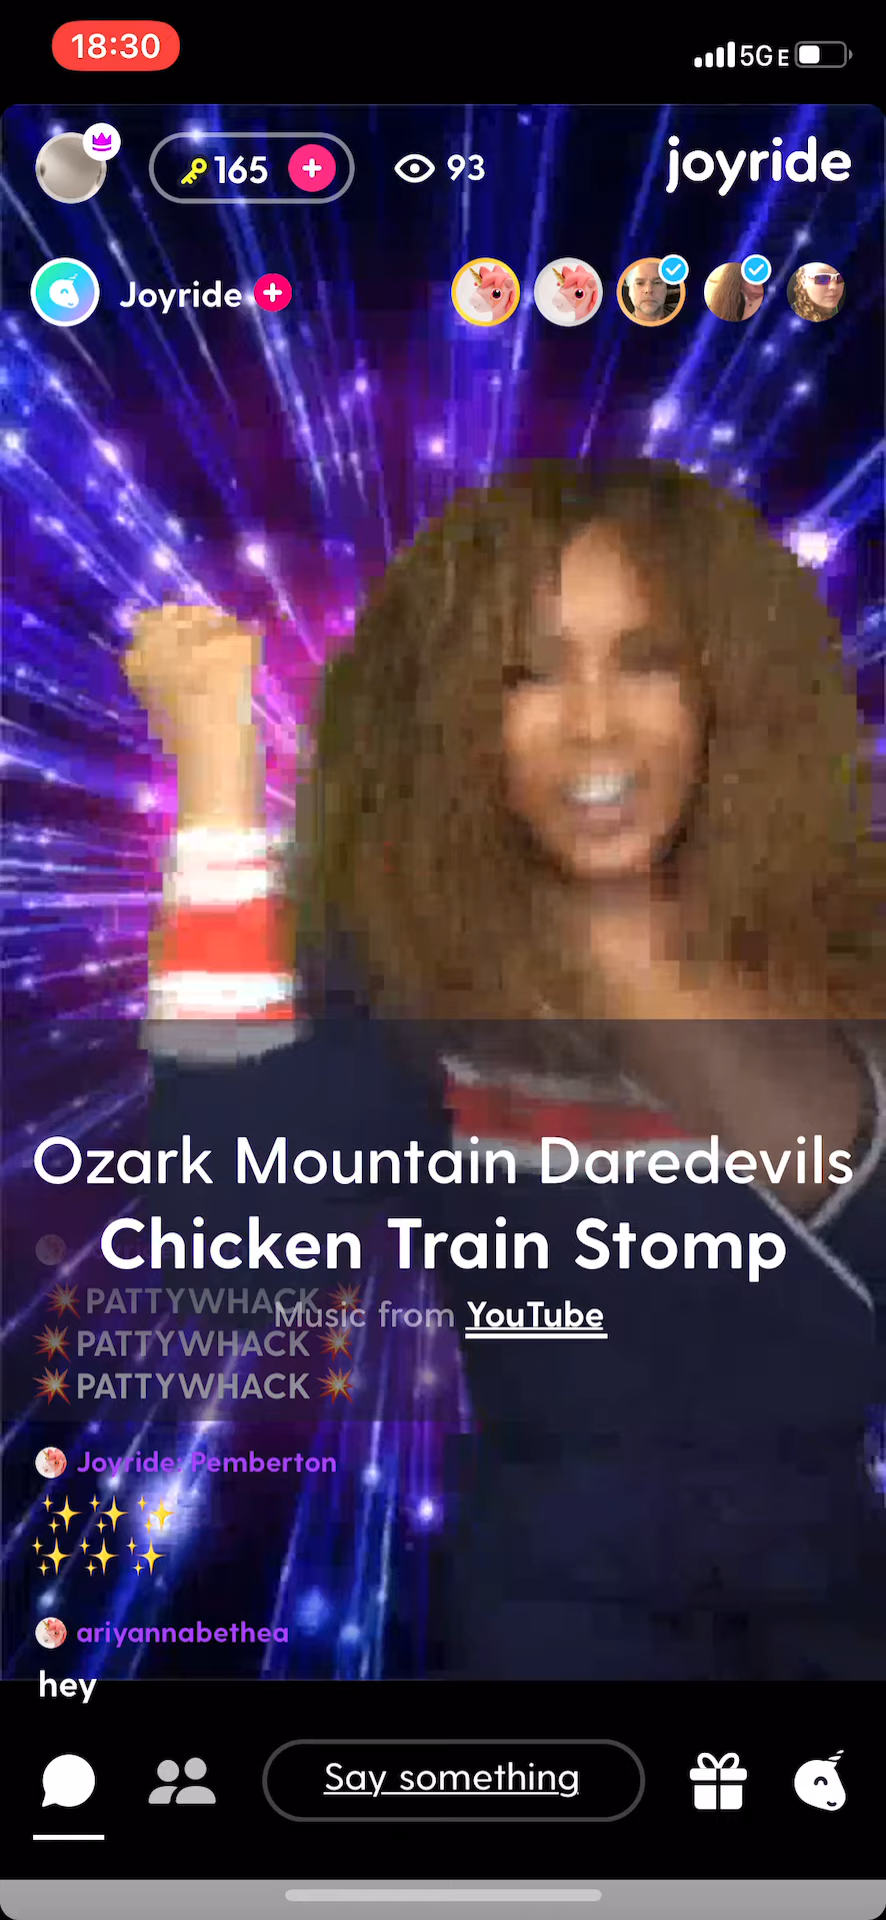 18:30
5GE
165
93
joyride
Joyride
Ozark Mountain Daredevils
Chicken Train Stomp
Music from YouTube
💥PATTYWHACK💥
💥PATTYWHACK💥
💥PATTYWHACK💥
Joyride: Pemberton
✨✨✨
✨✨✨
ariyannabethea
hey
Say something